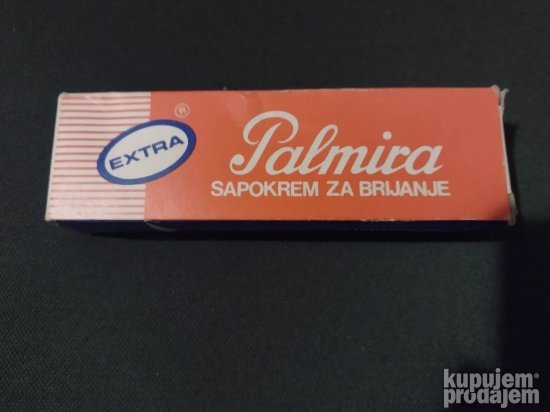 EXTRA
®
Palmira
SAPOKREM ZA BRIJANJE
kupujem®
prodajem